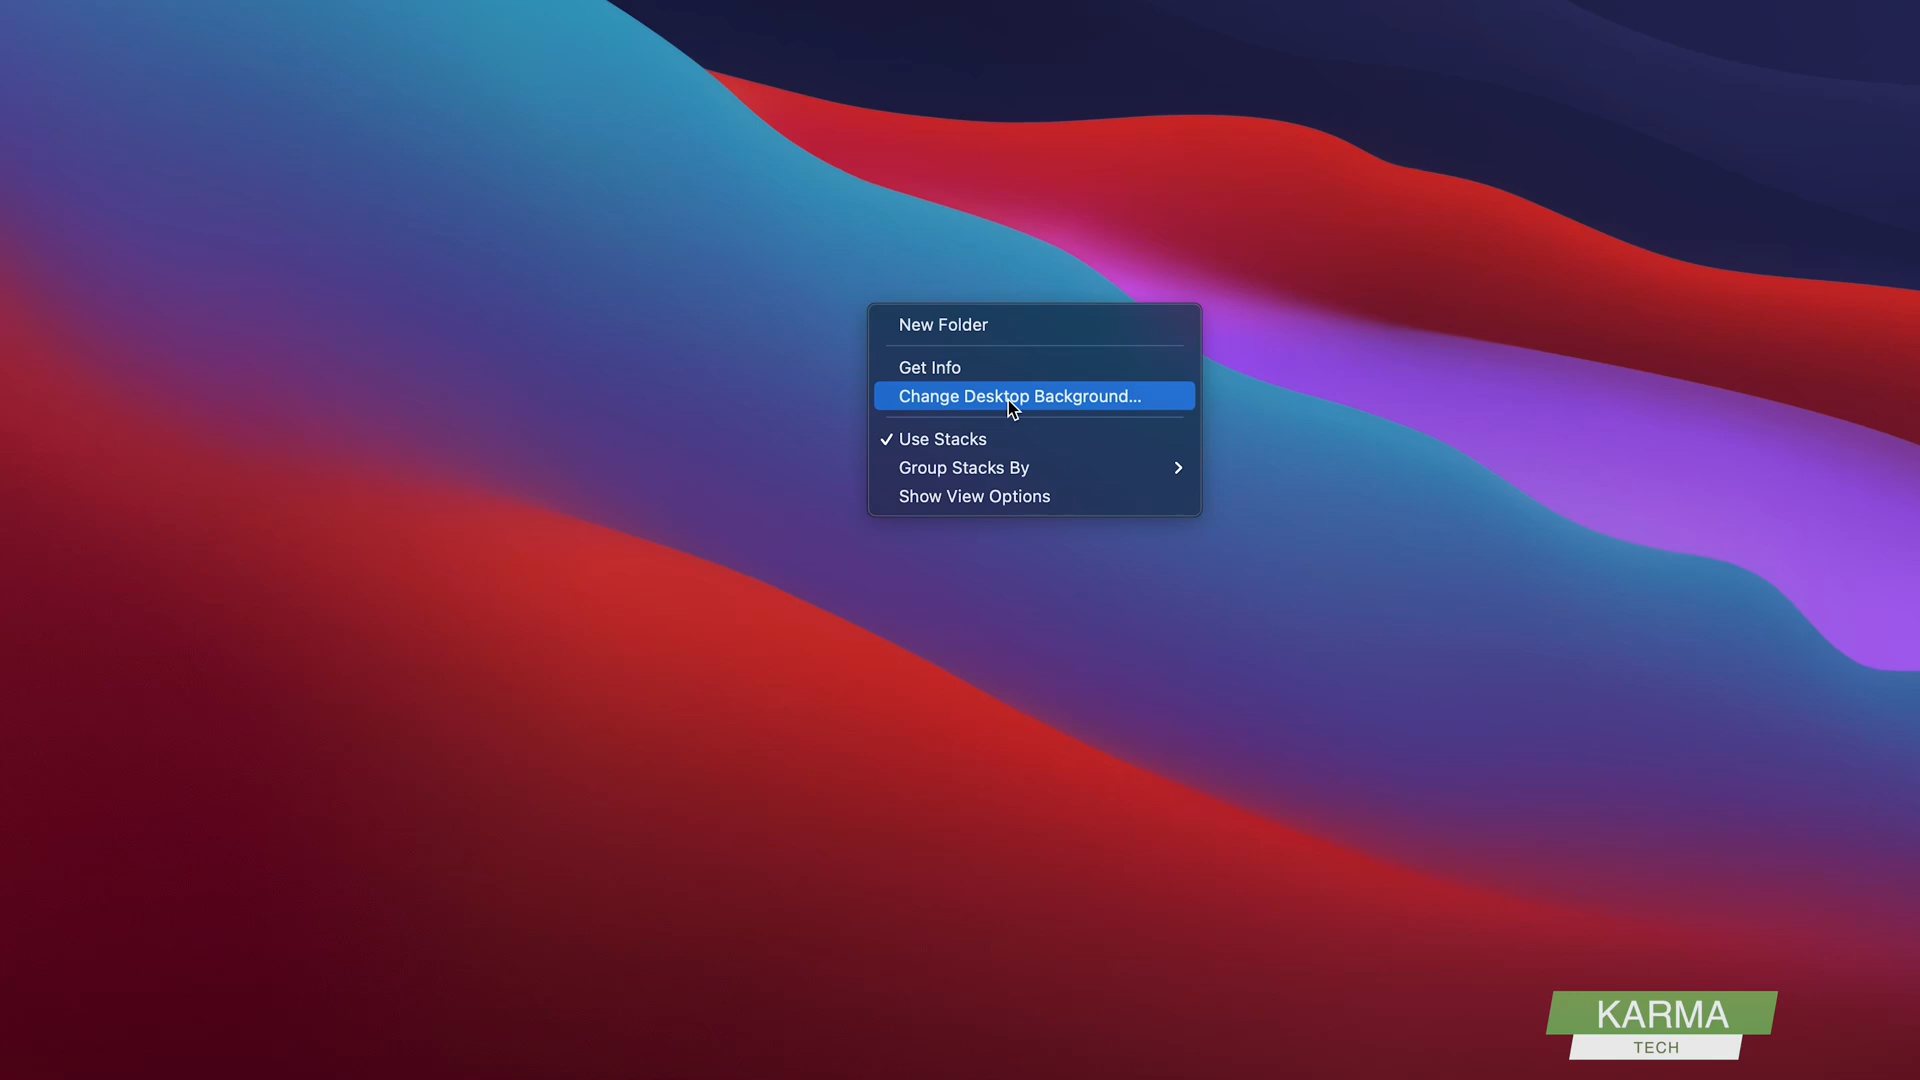 New Folder
Get Info
Change Desktop Background...
Use Stacks
Group Stacks By
Show View Options
KARMA
TECH